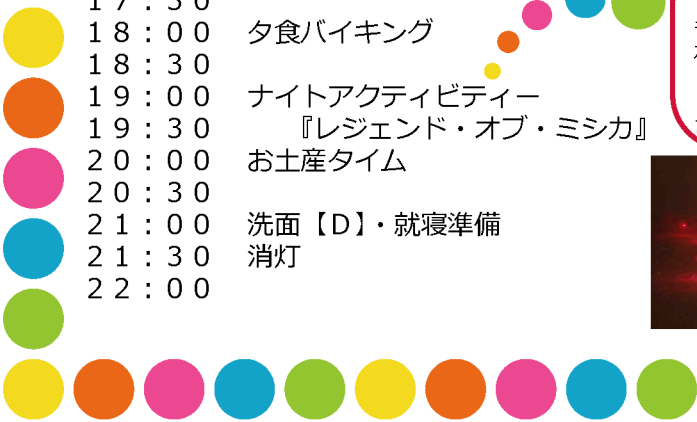 １８：００　夕食バイキング
１８：３０
１９：００　ナイトアクティビティー
１９：３０　　『レジェンド・オブ・ミシカ』
２０：００　お土産タイム
２０：３０
２１：００　洗面【Ｄ】・就寝準備
２１：３０　消灯
２２：００